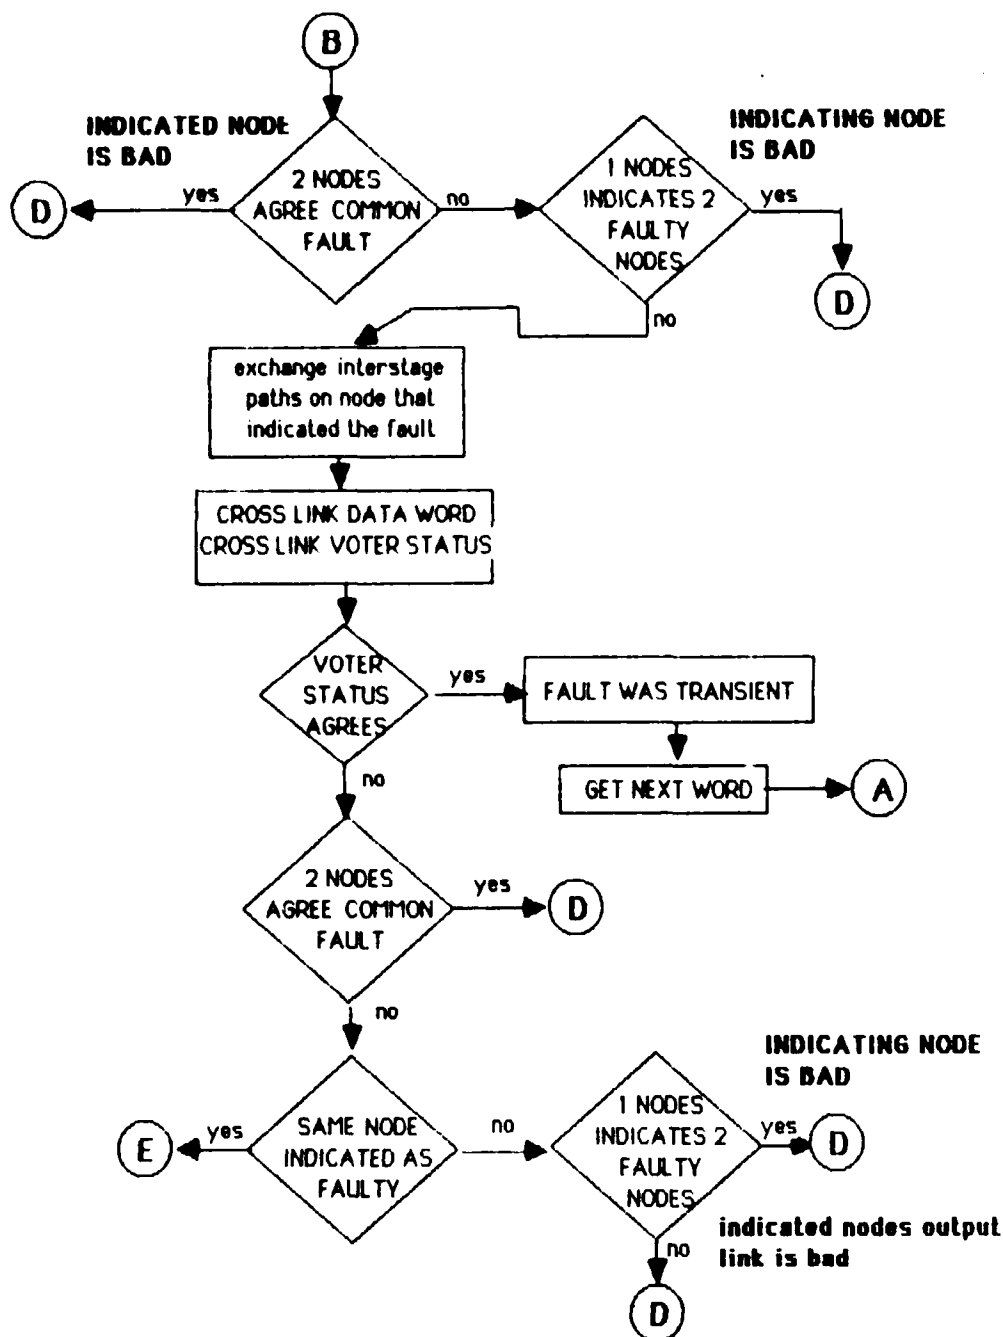 B
INDICATED NODE
IS BAD
INDICATING NODE
IS BAD
D
yes
2 NODES
AGREE COMMON
FAULT
no
1 NODES
INDICATES 2
FAULTY
NODES
yes
D
no
exchange interstage
paths on node that
indicated the fault
CROSS LINK DATA WORD
CROSS LINK VOTER STATUS
VOTER
STATUS
AGREES
yes
FAULT WAS TRANSIENT
no
GET NEXT WORD
A
2 NODES
AGREE COMMON
FAULT
yes
D
no
INDICATING NODE
IS BAD
E
yes
SAME NODE
INDICATED AS
FAULTY
no
1 NODES
INDICATES 2
FAULTY
NODES
yes
D
indicated nodes output
link is bad
no
D